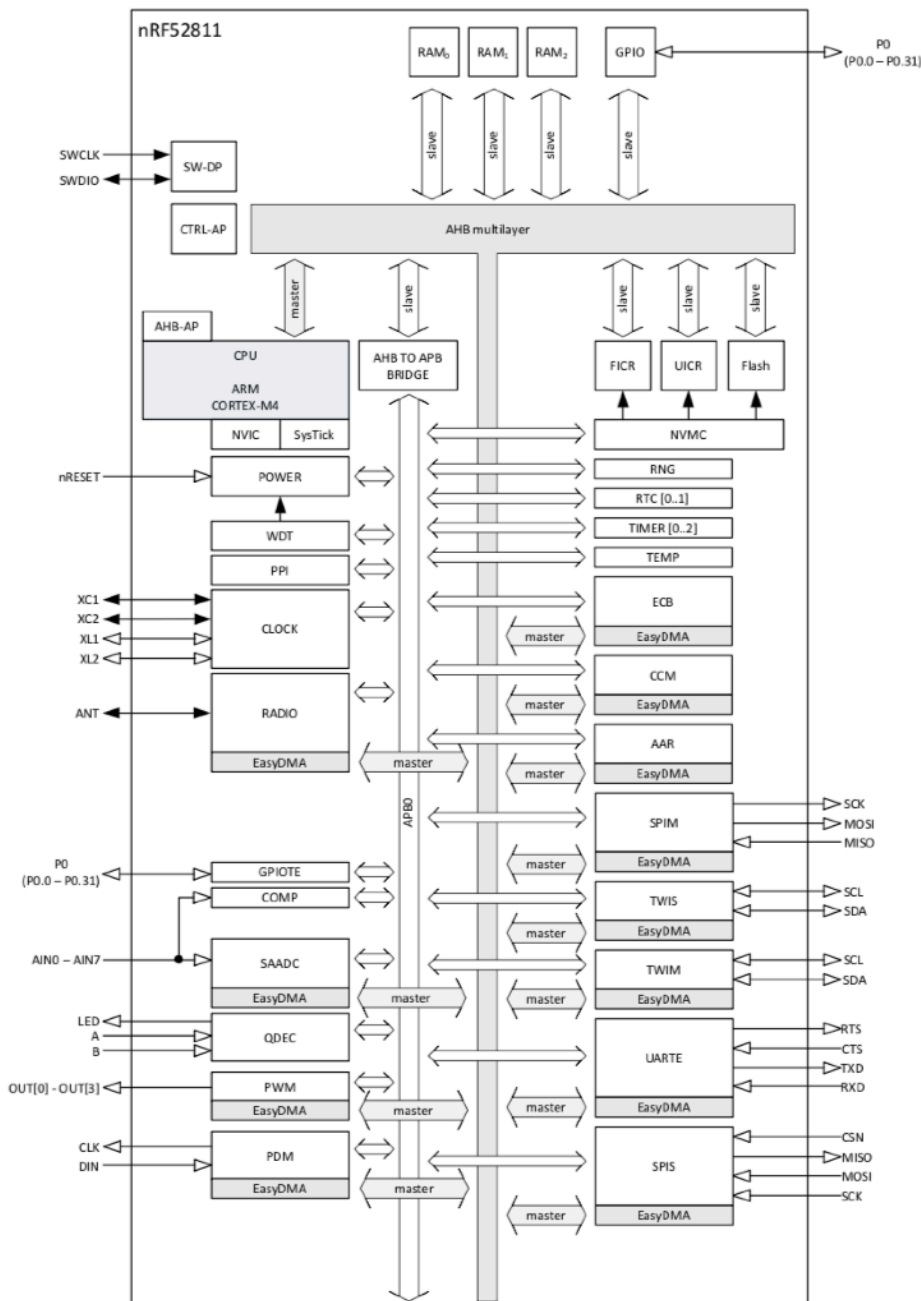 nRF52811
RAM0
RAM1
RAM2
GPIO
P0
(P0.0 – P0.31)
slave
slave
slave
slave
SWCLK
SWDIO
SW-DP
CTRL-AP
AHB multilayer
master
slave
slave
slave
slave
AHB-AP
CPU
ARM
CORTEX-M4
NVIC
SysTick
AHB TO APB
BRIDGE
FICR
UICR
Flash
NVMC
nRESET
POWER
RNG
RTC [0..1]
WDT
TIMER [0..2]
PPI
TEMP
XC1
XC2
XL1
XL2
CLOCK
ECB
master
EasyDMA
CCM
master
EasyDMA
ANT
RADIO
EasyDMA
master
AAR
master
EasyDMA
APB0
SPIM
master
EasyDMA
SCK
MOSI
MISO
P0
(P0.0 – P0.31)
GPIOTE
COMP
TWIS
master
EasyDMA
SCL
SDA
AIN0 – AIN7
SAADC
EasyDMA
master
TWIM
master
EasyDMA
SCL
SDA
LED
A
B
QDEC
UARTE
master
EasyDMA
RTS
CTS
TXD
RXD
OUT[0] - OUT[3]
PWM
EasyDMA
master
CLK
DIN
PDM
EasyDMA
master
SPIS
master
EasyDMA
CSN
MISO
MOSI
SCK